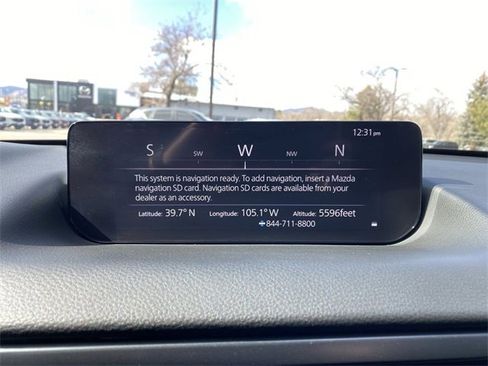 12:31pm
S SW W NW N
This system is navigation ready. To add navigation, insert a Mazda
navigation SD card. Navigation SD cards are available from your
dealer as an accessory.
Latitude: 39.7° N Longitude: 105.1° W Altitude: 5596feet
844-711-8800